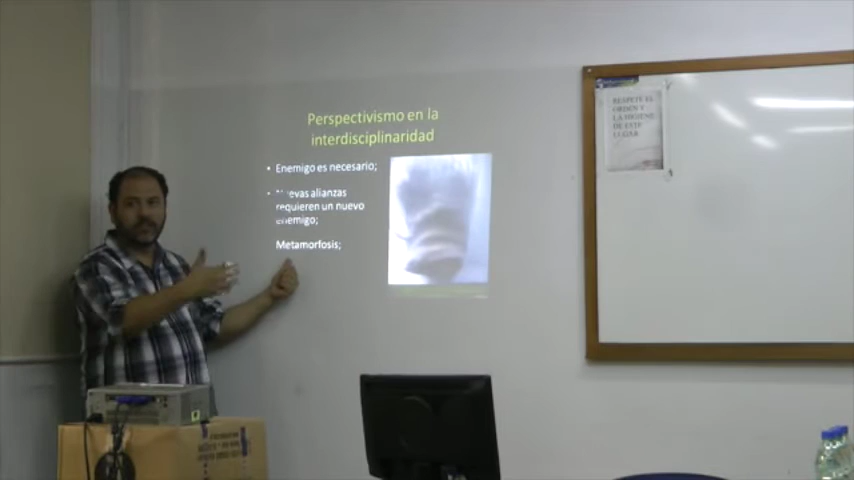 Perspectivismo en la
interdisciplinaridad
• Enemigo es necesario;
• Nuevas alianzas
requieren un nuevo
enemigo;
Metamorfosis;
RESPETE EL
ORDEN Y
LA HIGIENE
DE ESTE
LUGAR